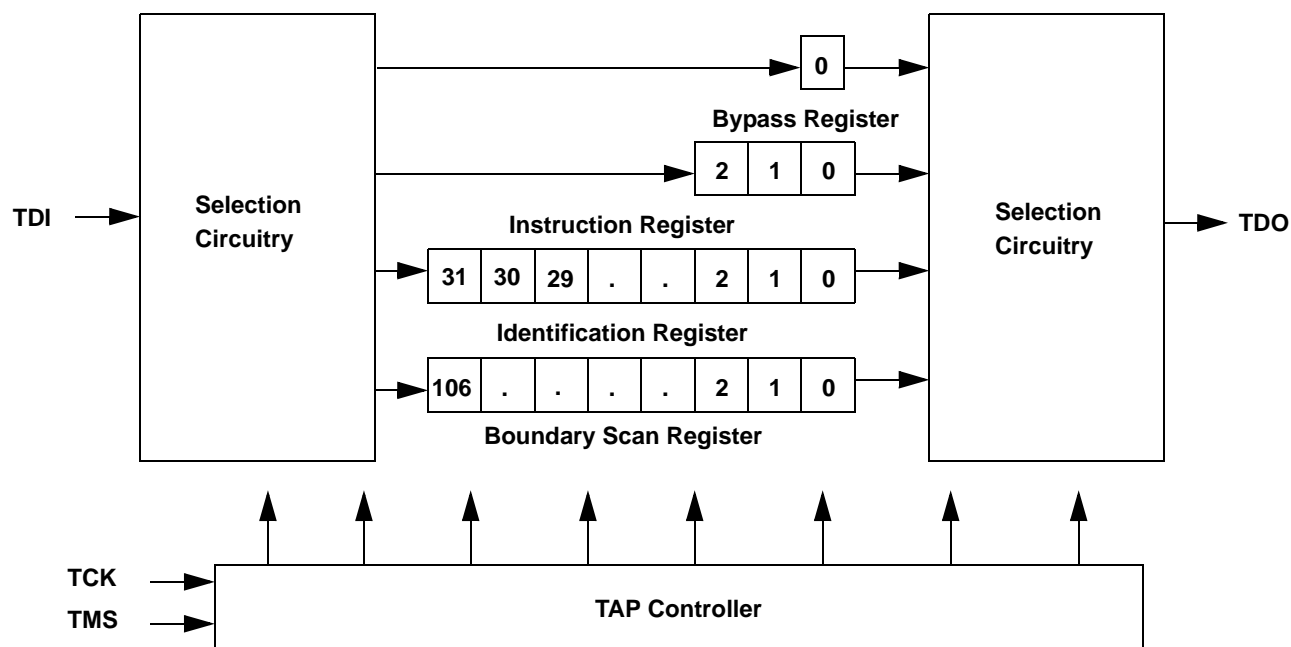 0
Bypass Register
2 1 0
TDI
Selection
Circuitry
Selection
Circuitry
TDO
Instruction Register
31 30 29 . . 2 1 0
Identification Register
106 . . . . 2 1 0
Boundary Scan Register
TCK
TMS
TAP Controller